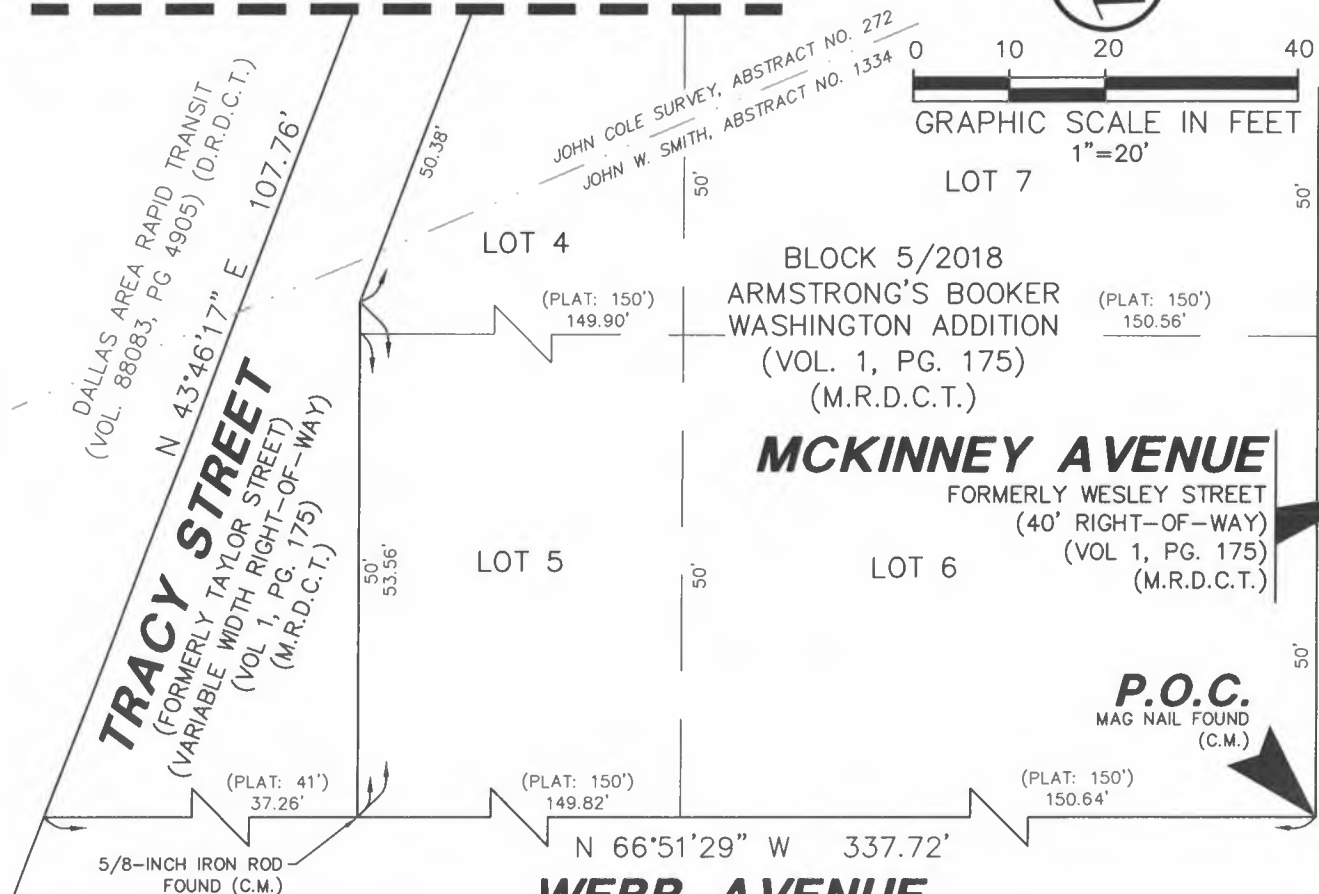 0 10 20 40
GRAPHIC SCALE IN FEET
1"=20'
JOHN COLE SURVEY, ABSTRACT NO. 272
JOHN W. SMITH, ABSTRACT NO. 1334
DALLAS AREA RAPID TRANSIT
(VOL. 88083, PG 4905) (D.R.D.C.T.)
N 43°46'17" E 107.76'
50.38'
50'
LOT 7
50'
LOT 4
(PLAT: 150')
149.90'
BLOCK 5/2018
ARMSTRONG'S BOOKER
WASHINGTON ADDITION
(VOL. 1, PG. 175)
(M.R.D.C.T.)
(PLAT: 150')
150.56'
TRACY STREET
(FORMERLY TAYLOR STREET)
(VARIABLE WIDTH RIGHT-OF-WAY)
(VOL 1, PG. 175)
(M.R.D.C.T.)
50'
53.56'
LOT 5
50'
LOT 6
MCKINNEY AVENUE
FORMERLY WESLEY STREET
(40' RIGHT-OF-WAY)
(VOL 1, PG. 175)
(M.R.D.C.T.)
50'
P.O.C.
MAG NAIL FOUND
(C.M.)
(PLAT: 41')
37.26'
(PLAT: 150')
149.82'
(PLAT: 150')
150.64'
N 66°51'29" W 337.72'
5/8-INCH IRON ROD
FOUND (C.M.)
WEBB AVENUE